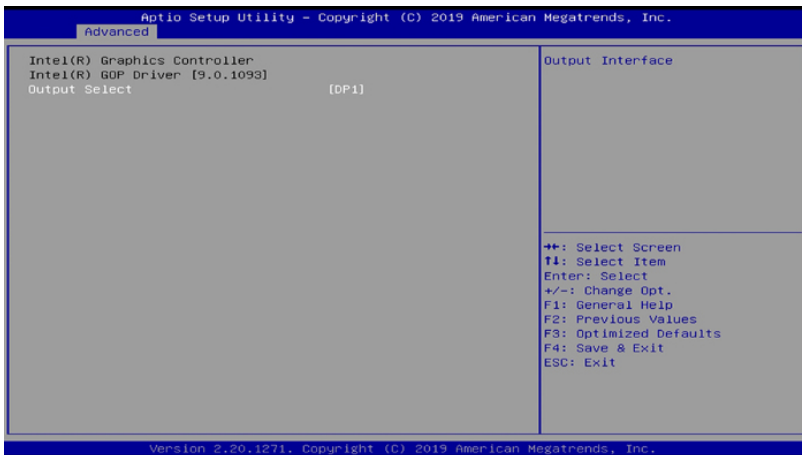 Aptio Setup Utility – Copyright (C) 2019 American Megatrends, Inc.
Advanced
Intel(R) Graphics Controller
Intel(R) GOP Driver [9.0.1093]
Output Select [DP1]
Output Interface
→←: Select Screen
↑↓: Select Item
Enter: Select
+/-: Change Opt.
F1: General Help
F2: Previous Values
F3: Optimized Defaults
F4: Save & Exit
ESC: Exit
Version 2.20.1271. Copyright (C) 2019 American Megatrends, Inc.